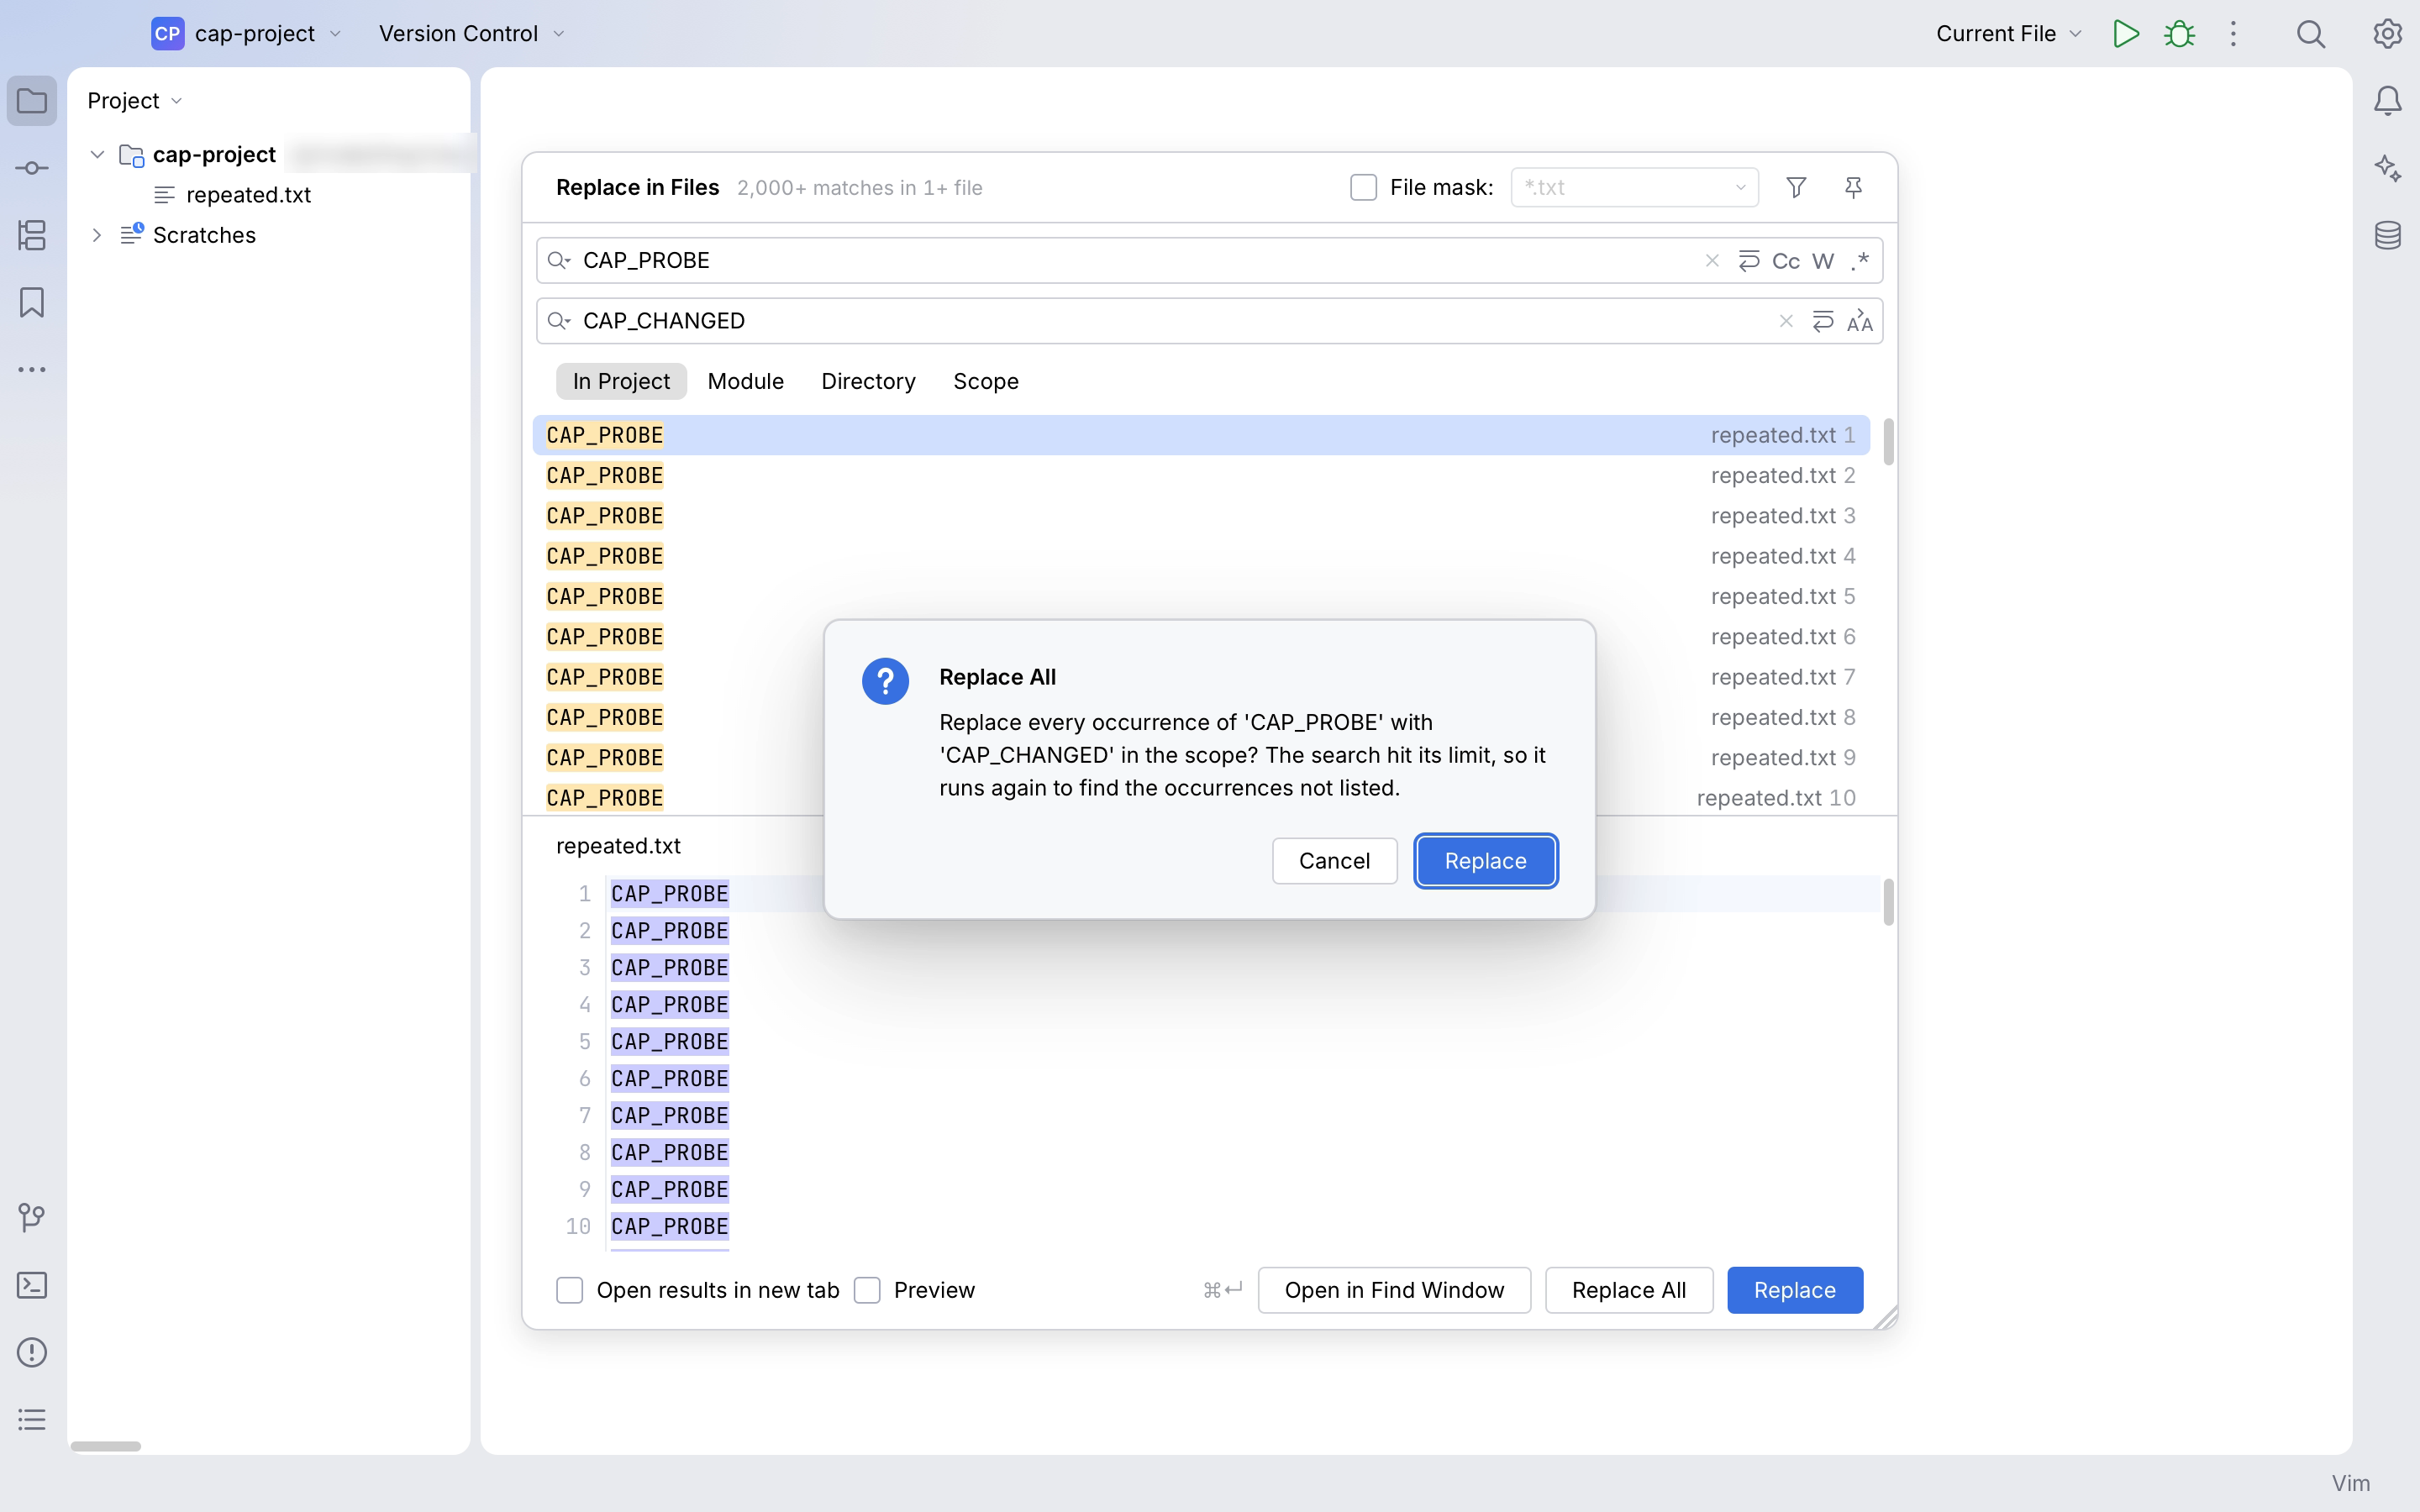 CP cap-project Version Control Current File
Project
cap-project
repeated.txt
Scratches
Replace in Files 2,000+ matches in 1+ file File mask: *.txt
CAP_PROBE Cc W .*
CAP_CHANGED
In Project Module Directory Scope
CAP_PROBE repeated.txt 1
CAP_PROBE repeated.txt 2
CAP_PROBE repeated.txt 3
CAP_PROBE repeated.txt 4
CAP_PROBE repeated.txt 5
CAP_PROBE repeated.txt 6
CAP_PROBE repeated.txt 7
CAP_PROBE repeated.txt 8
CAP_PROBE repeated.txt 9
CAP_PROBE repeated.txt 10
Replace All
Replace every occurrence of 'CAP_PROBE' with
'CAP_CHANGED' in the scope? The search hit its limit, so it
runs again to find the occurrences not listed.
Cancel Replace
repeated.txt
1 CAP_PROBE
2 CAP_PROBE
3 CAP_PROBE
4 CAP_PROBE
5 CAP_PROBE
6 CAP_PROBE
7 CAP_PROBE
8 CAP_PROBE
9 CAP_PROBE
10 CAP_PROBE
Open results in new tab Preview ⌘↵ Open in Find Window Replace All Replace
Vim